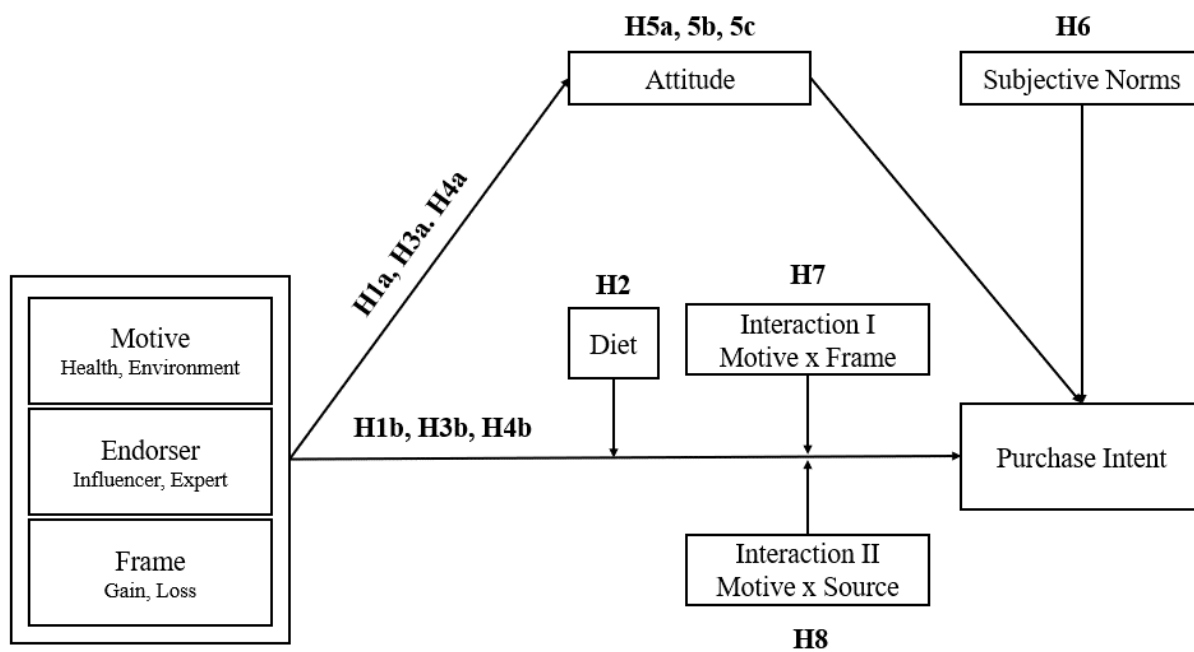 H5a, 5b, 5c
Attitude
H6
Subjective Norms
H1a, H3a. H4a
H2
Diet
H7
Interaction I
Motive x Frame
Motive
Health, Environment
Endorser
Influencer, Expert
Frame
Gain, Loss
H1b, H3b, H4b
Purchase Intent
Interaction II
Motive x Source
H8